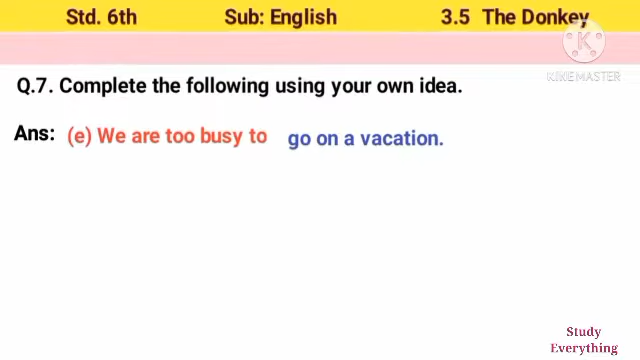 Std. 6th Sub: English 3.5 The Donkey
KINEMASTER
Q.7. Complete the following using your own idea.
Ans: (e) We are too busy to go on a vacation.
Study
Everything